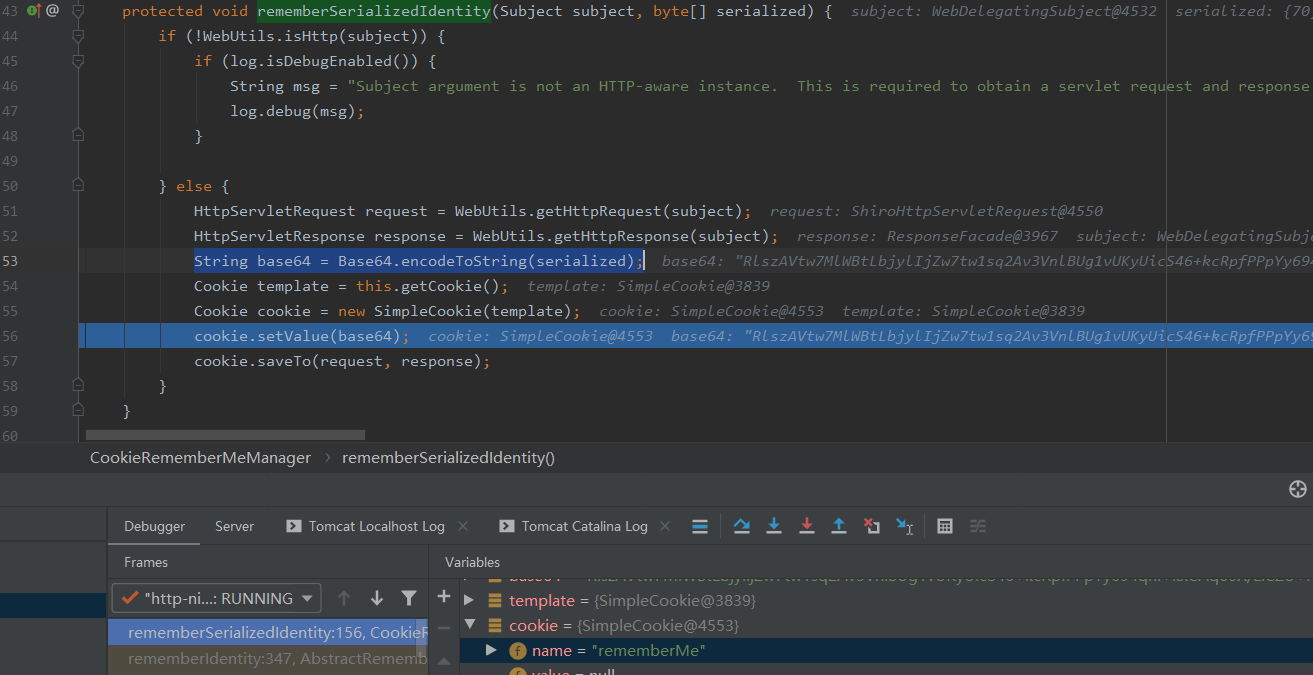 43 @ protected void rememberSerializedIdentity(Subject subject, byte[] serialized) { subject: WebDelegatingSubject@4532 serialized: {70,
44 if (!WebUtils.isHttp(subject)) {
45 if (log.isDebugEnabled()) {
46 String msg = "Subject argument is not an HTTP-aware instance.  This is required to obtain a servlet request and response
47 log.debug(msg);
48 }
49
50 } else {
51 HttpServletRequest request = WebUtils.getHttpRequest(subject); request: ShiroHttpServletRequest@4550
52 HttpServletResponse response = WebUtils.getHttpResponse(subject); response: ResponseFacade@3967 subject: WebDelegatingSubje
53 String base64 = Base64.encodeToString(serialized); base64: "RlszAVtw7MlWBtLbjylIjZw7tw1sq2Av3VnlBUg1vUKyUicS46+kcRpfPPpYy694
54 Cookie template = this.getCookie(); template: SimpleCookie@3839
55 Cookie cookie = new SimpleCookie(template); cookie: SimpleCookie@4553 template: SimpleCookie@3839
56 cookie.setValue(base64); cookie: SimpleCookie@4553 base64: "RlszAVtw7MlWBtLbjylIjZw7tw1sq2Av3VnlBUg1vUKyUicS46+kcRpfPPpYy69
57 cookie.saveTo(request, response);
58 }
59 }
60
CookieRememberMeManager › rememberSerializedIdentity()
Debugger Server Tomcat Localhost Log Tomcat Catalina Log
Frames Variables
"http-ni...: RUNNING
template = {SimpleCookie@3839}
cookie = {SimpleCookie@4553}
rememberSerializedIdentity:156, CookieR
name = "rememberMe"
rememberIdentity:347, AbstractRememb
value = null